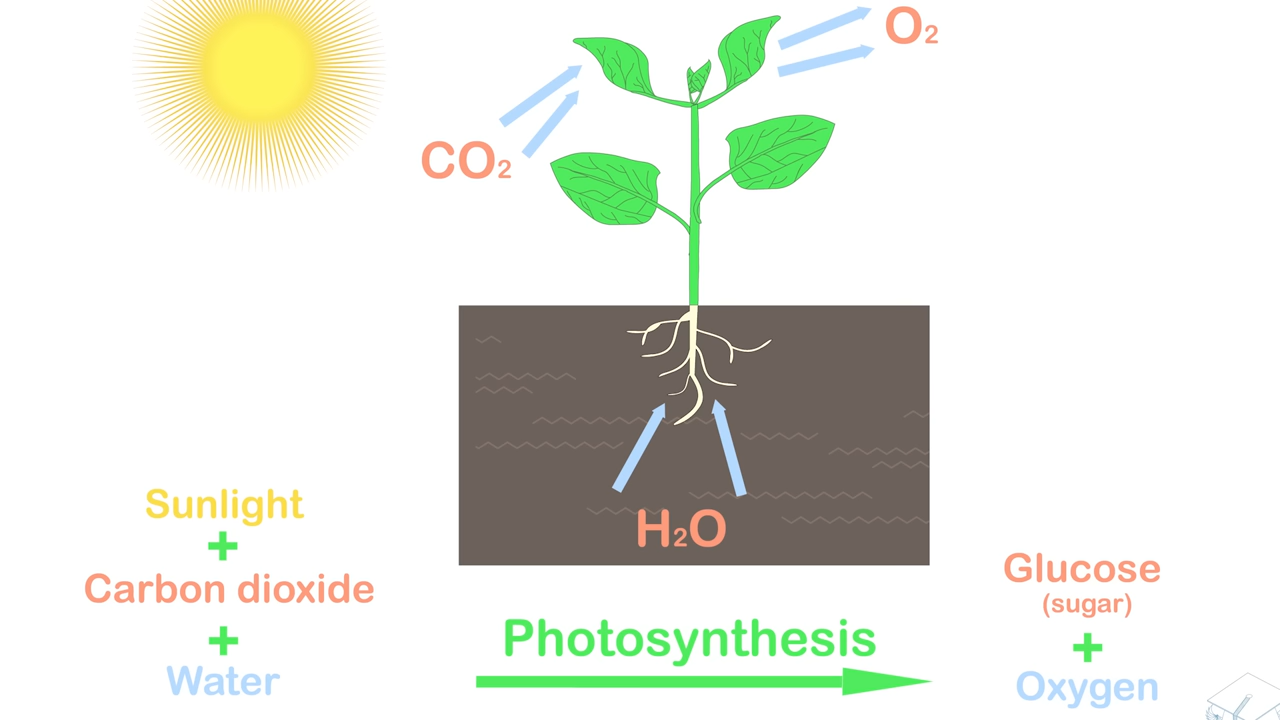 O₂
CO₂
H₂O
Sunlight
+
Carbon dioxide
+
Water
Photosynthesis
Glucose
(sugar)
+
Oxygen